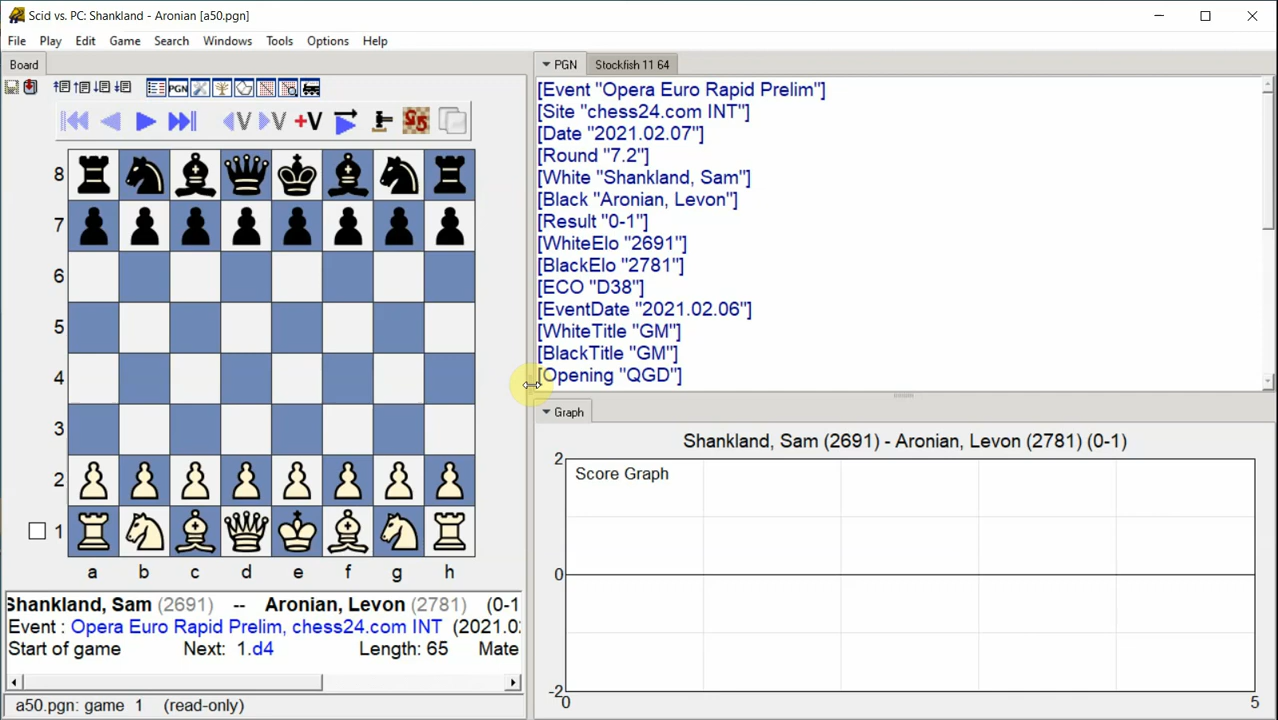 Scid vs. PC: Shankland - Aronian [a50.pgn]
File Play Edit Game Search Windows Tools Options Help
Board
PGN Stockfish 11 64
PGN
V V +V
8
7
6
5
4
3
2
1
a b c d e f g h
Shankland, Sam (2691) -- Aronian, Levon (2781) (0-1
Event : Opera Euro Rapid Prelim, chess24.com INT (2021.02
Start of game Next: 1.d4 Length: 65 Mate
a50.pgn: game 1 (read-only)
[Event "Opera Euro Rapid Prelim"]
[Site "chess24.com INT"]
[Date "2021.02.07"]
[Round "7.2"]
[White "Shankland, Sam"]
[Black "Aronian, Levon"]
[Result "0-1"]
[WhiteElo "2691"]
[BlackElo "2781"]
[ECO "D38"]
[EventDate "2021.02.06"]
[WhiteTitle "GM"]
[BlackTitle "GM"]
[Opening "QGD"]
Graph
Shankland, Sam (2691) - Aronian, Levon (2781) (0-1)
Score Graph
2
0
-2
0 5